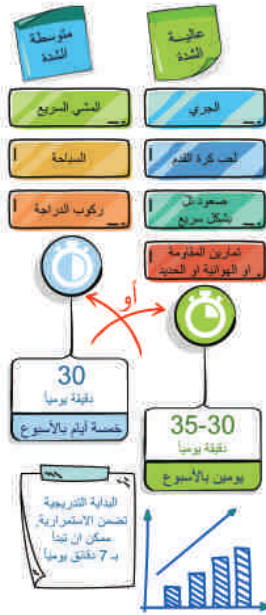 عالية
الشدة
الجري
لعب كرة القدم
صعود تل
بشكل سريع
تمارين المقاومة
او الهوائية او الحديد
35-30
دقيقة يومياً
يومين بالأسبوع
أو
متوسطة
الشدة
المشي السريع
السباحة
ركوب الدراجة
30
دقيقة يومياً
خمسة أيام بالأسبوع
البداية التدريجية
تضمن الاستمرارية,
ممكن ان تبدأ
بـ 7 دقائق يومياً